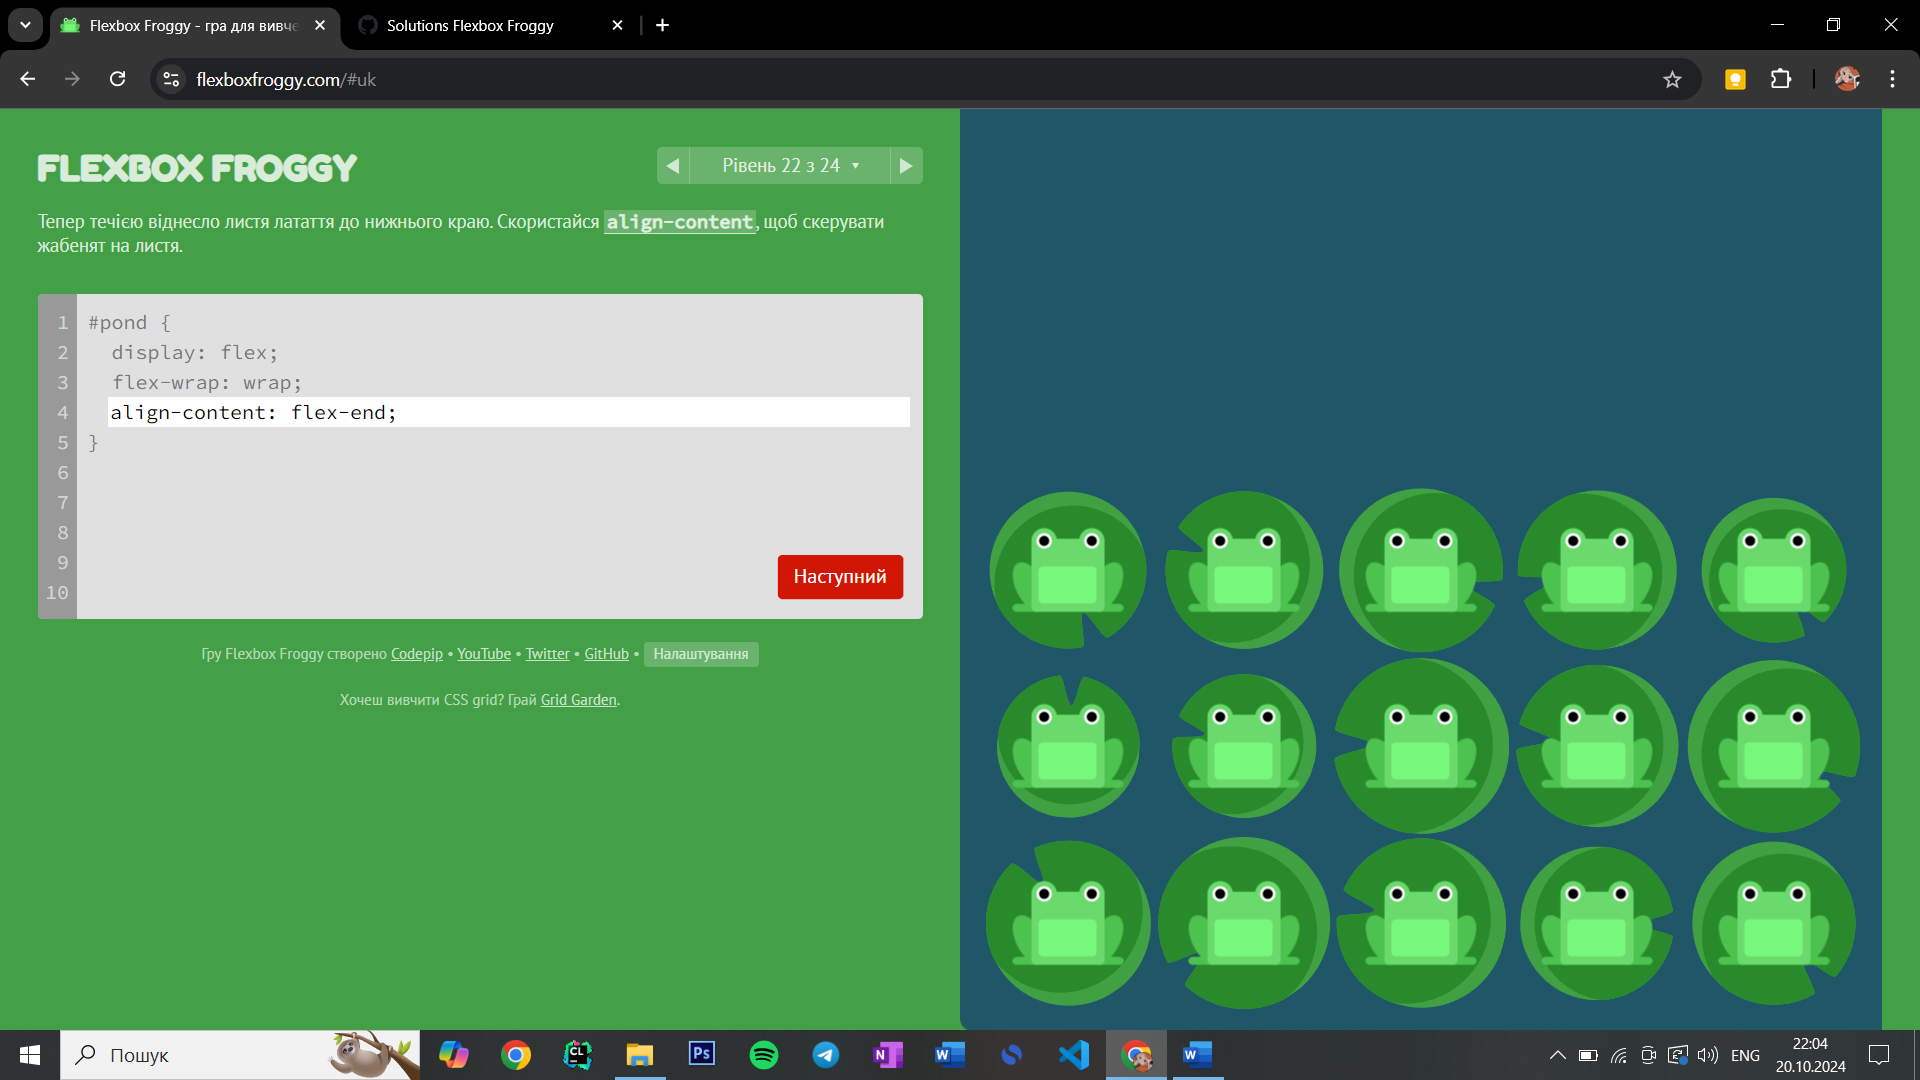 Flexbox Froggy - гра для вивче
Solutions Flexbox Froggy
flexboxfroggy.com/#uk
FLEXBOX FROGGY
Рівень 22 з 24
Тепер течією віднесло листя латаття до нижнього краю. Скористайся align-content, щоб скерувати
жабенят на листя.
1 #pond {
2 display: flex;
3 flex-wrap: wrap;
4 align-content: flex-end;
5 }
6
7
8
9
10
Наступний
Гру Flexbox Froggy створено Codepip • YouTube • Twitter • GitHub • Налаштування
Хочеш вивчити CSS grid? Грай Grid Garden.
Пошук
CL
Ps
N
W
W
ENG
22:04
20.10.2024